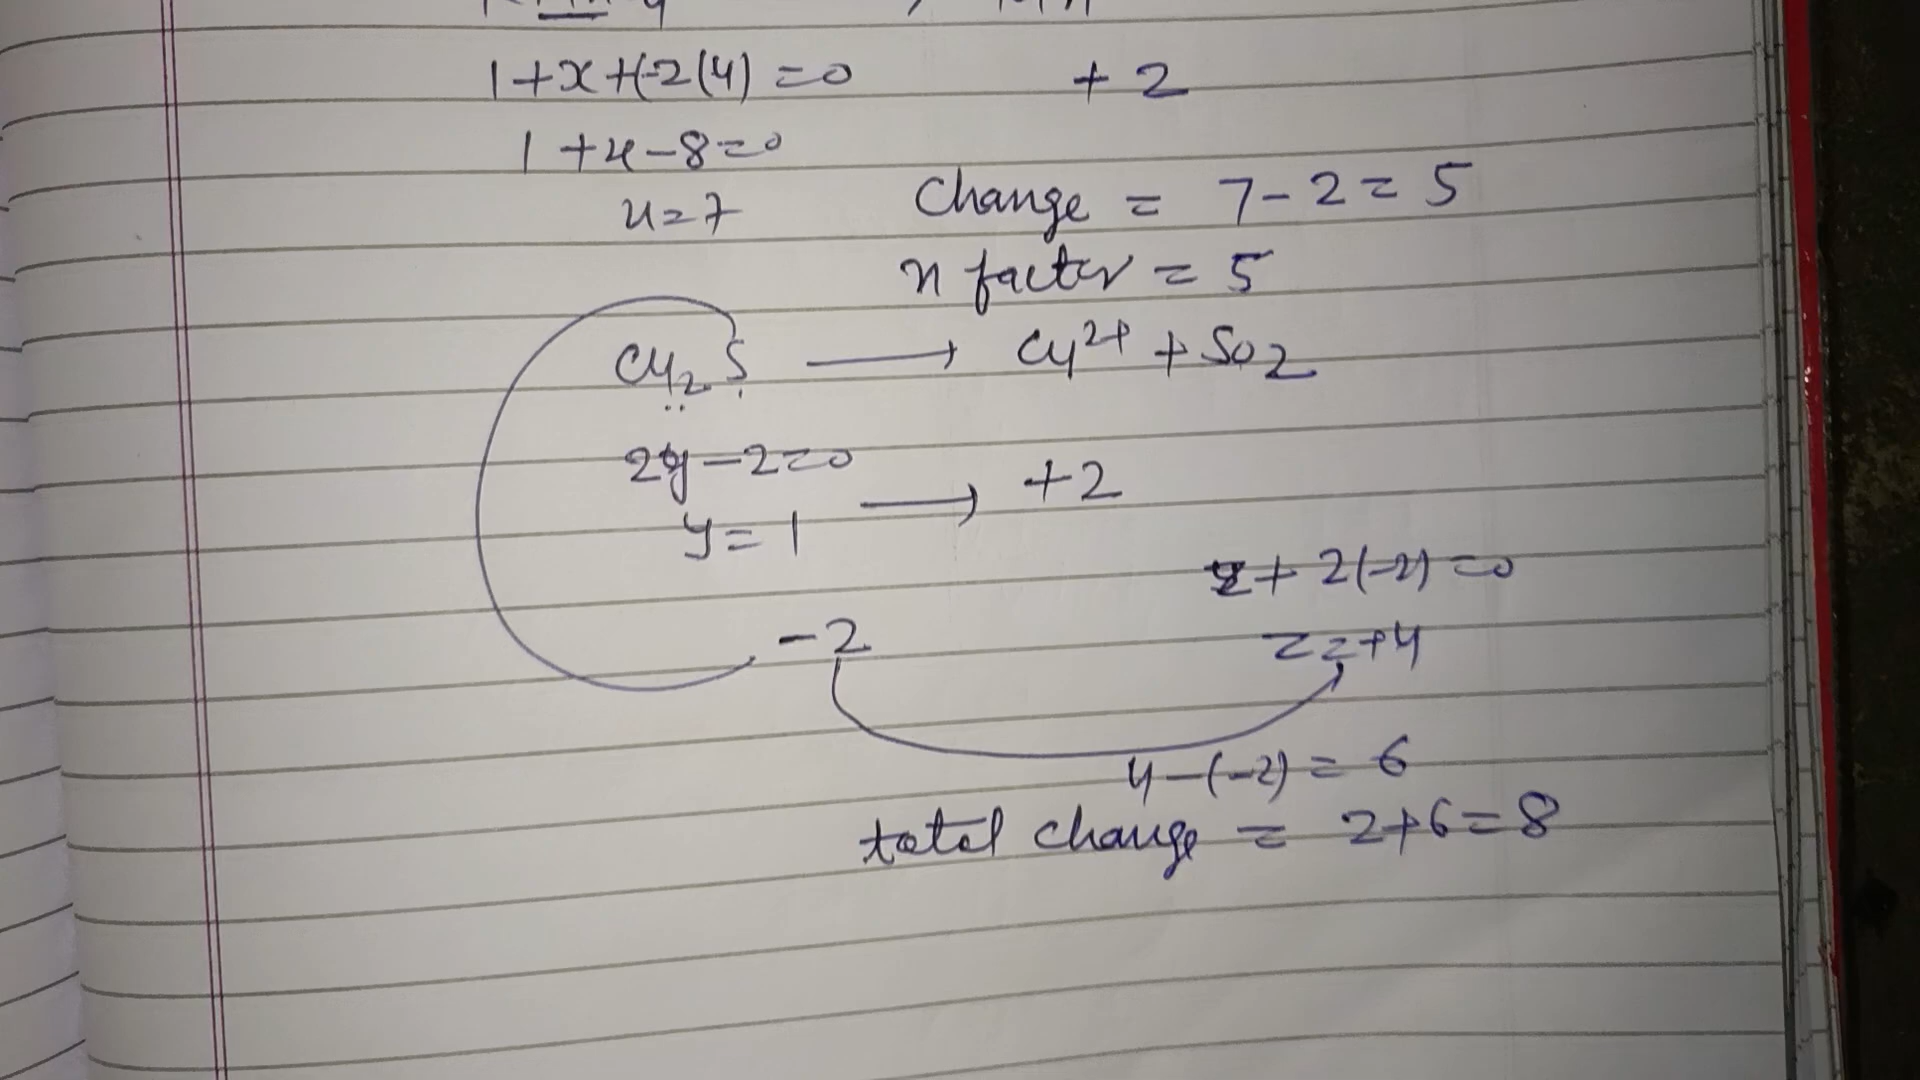 1+x+(-2(4)=0 +2
1+x-8=0
x=7 Change = 7-2=5
n factor = 5
Cu₂S ⟶ Cu²⁺ + SO₂
2y-2=0
y=1 ⟶ +2
z+2(-2)=0
-2 z=+4
4-(-2)=6
total change = 2+6=8